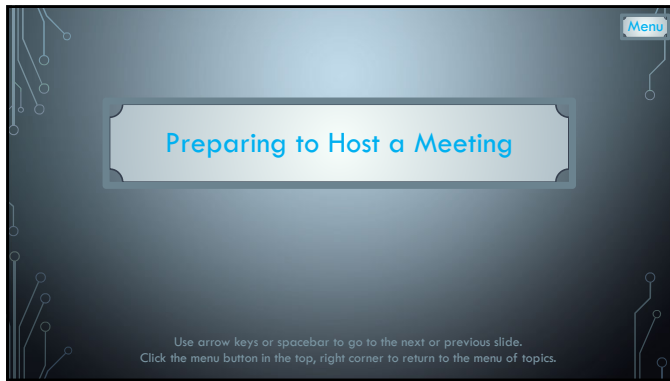 Menu
Preparing to Host a Meeting
Use arrow keys or spacebar to go to the next or previous slide.
Click the menu button in the top, right corner to return to the menu of topics.